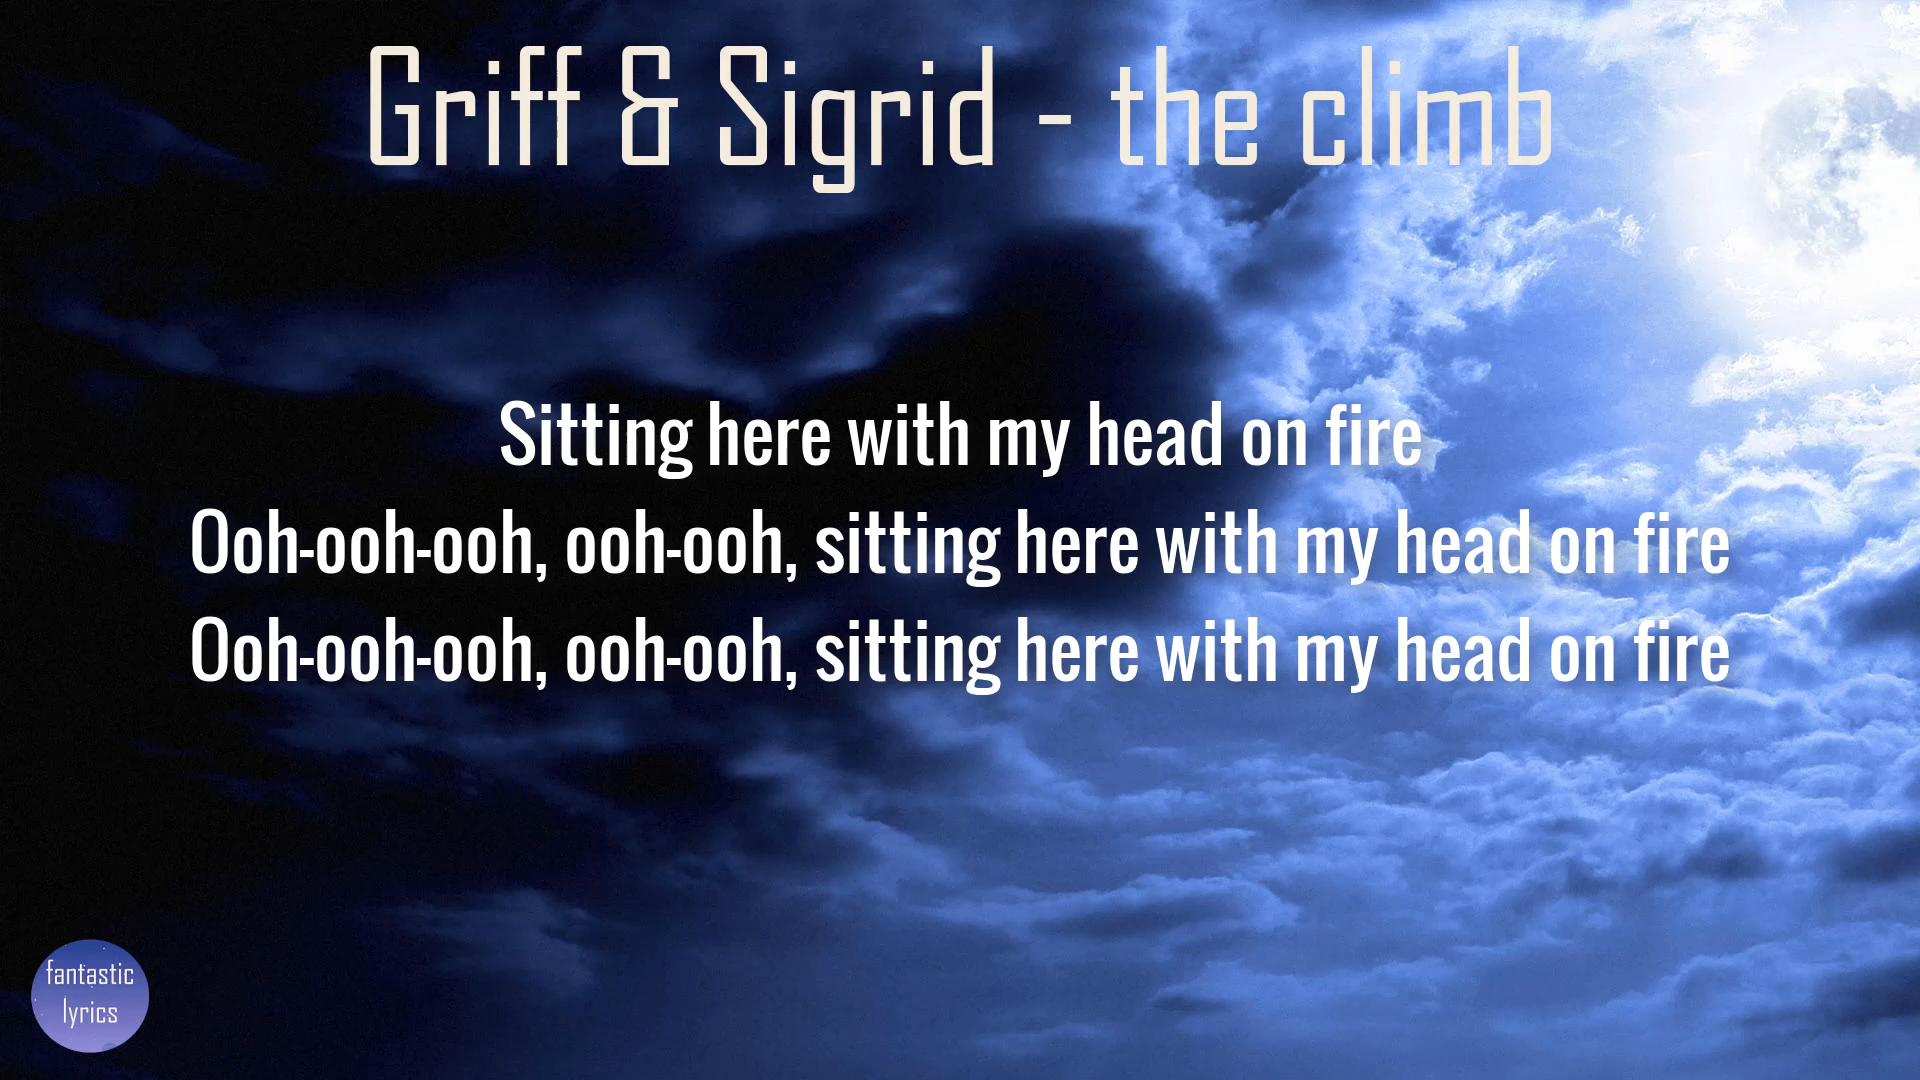 Griff & Sigrid - the climb
Sitting here with my head on fire
Ooh-ooh-ooh, ooh-ooh, sitting here with my head on fire
Ooh-ooh-ooh, ooh-ooh, sitting here with my head on fire
fantastic
lyrics